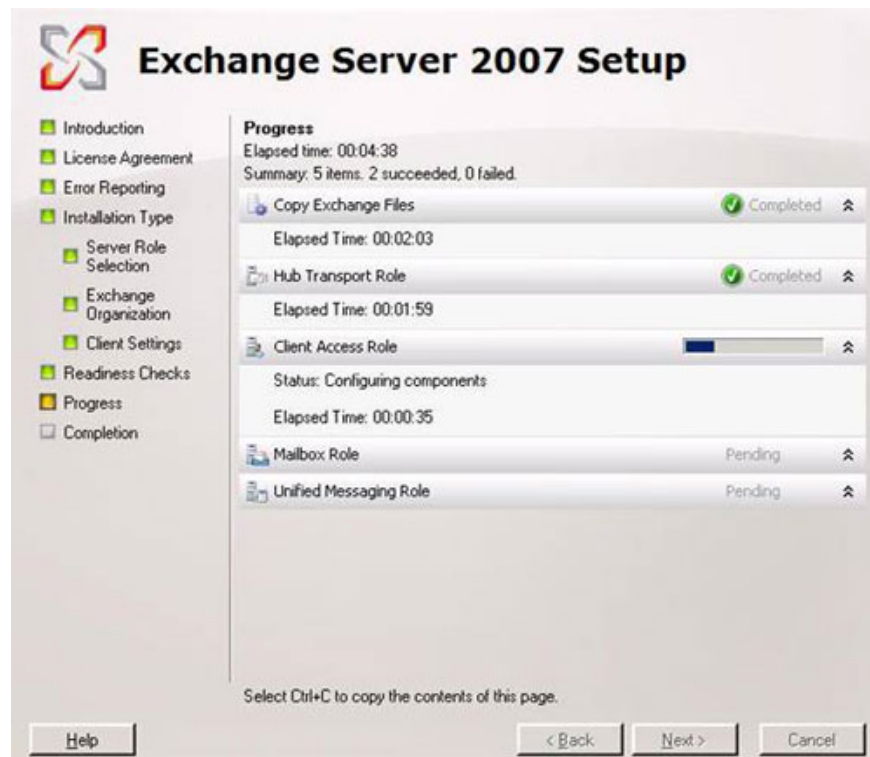 Exchange Server 2007 Setup
Introduction
License Agreement
Error Reporting
Installation Type
Server Role
Selection
Exchange
Organization
Client Settings
Readiness Checks
Progress
Completion
Progress
Elapsed time: 00:04:38
Summary: 5 items. 2 succeeded, 0 failed.
Copy Exchange Files Completed
Elapsed Time: 00:02:03
Hub Transport Role Completed
Elapsed Time: 00:01:59
Client Access Role
Status: Configuring components
Elapsed Time: 00:00:35
Mailbox Role Pending
Unified Messaging Role Pending
Select Ctrl+C to copy the contents of this page.
Help < Back Next > Cancel